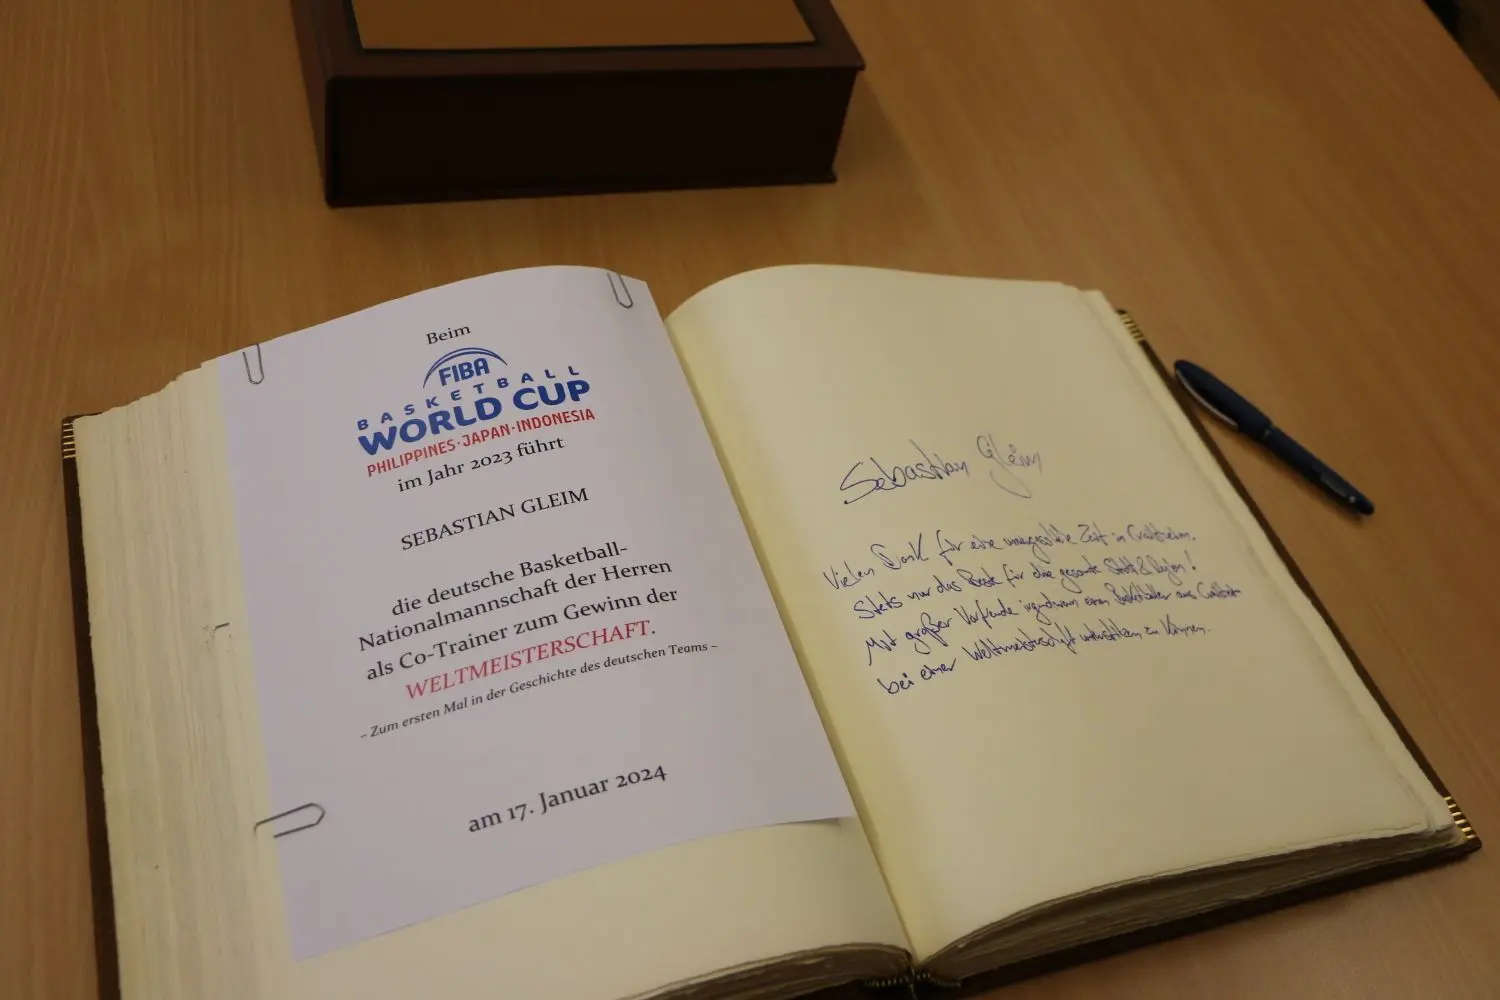 Beim
FIBA
BASKETBALL
WORLD CUP
PHILIPPINES·JAPAN·INDONESIA
im Jahr 2023 führt
SEBASTIAN GLEIM
die deutsche Basketball-
Nationalmannschaft der Herren
als Co-Trainer zum Gewinn der
WELTMEISTERSCHAFT.
– Zum ersten Mal in der Geschichte des deutschen Teams –
am 17. Januar 2024
Sebastian Gleim
Vielen Dank für eine Zeit in Crailsheim.
Stets nur das Beste für die gesamte Stadt & Region!
Mit großer Vorfreude irgendwann einen Basketballer aus
bei einer Weltmeisterschaft unterstützen zu können.